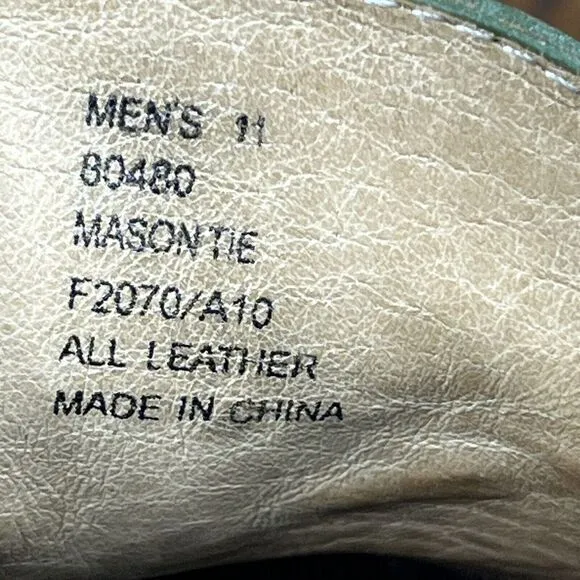 MEN'S 11
80480
MASON TIE
F2070/A10
ALL LEATHER
MADE IN CHINA